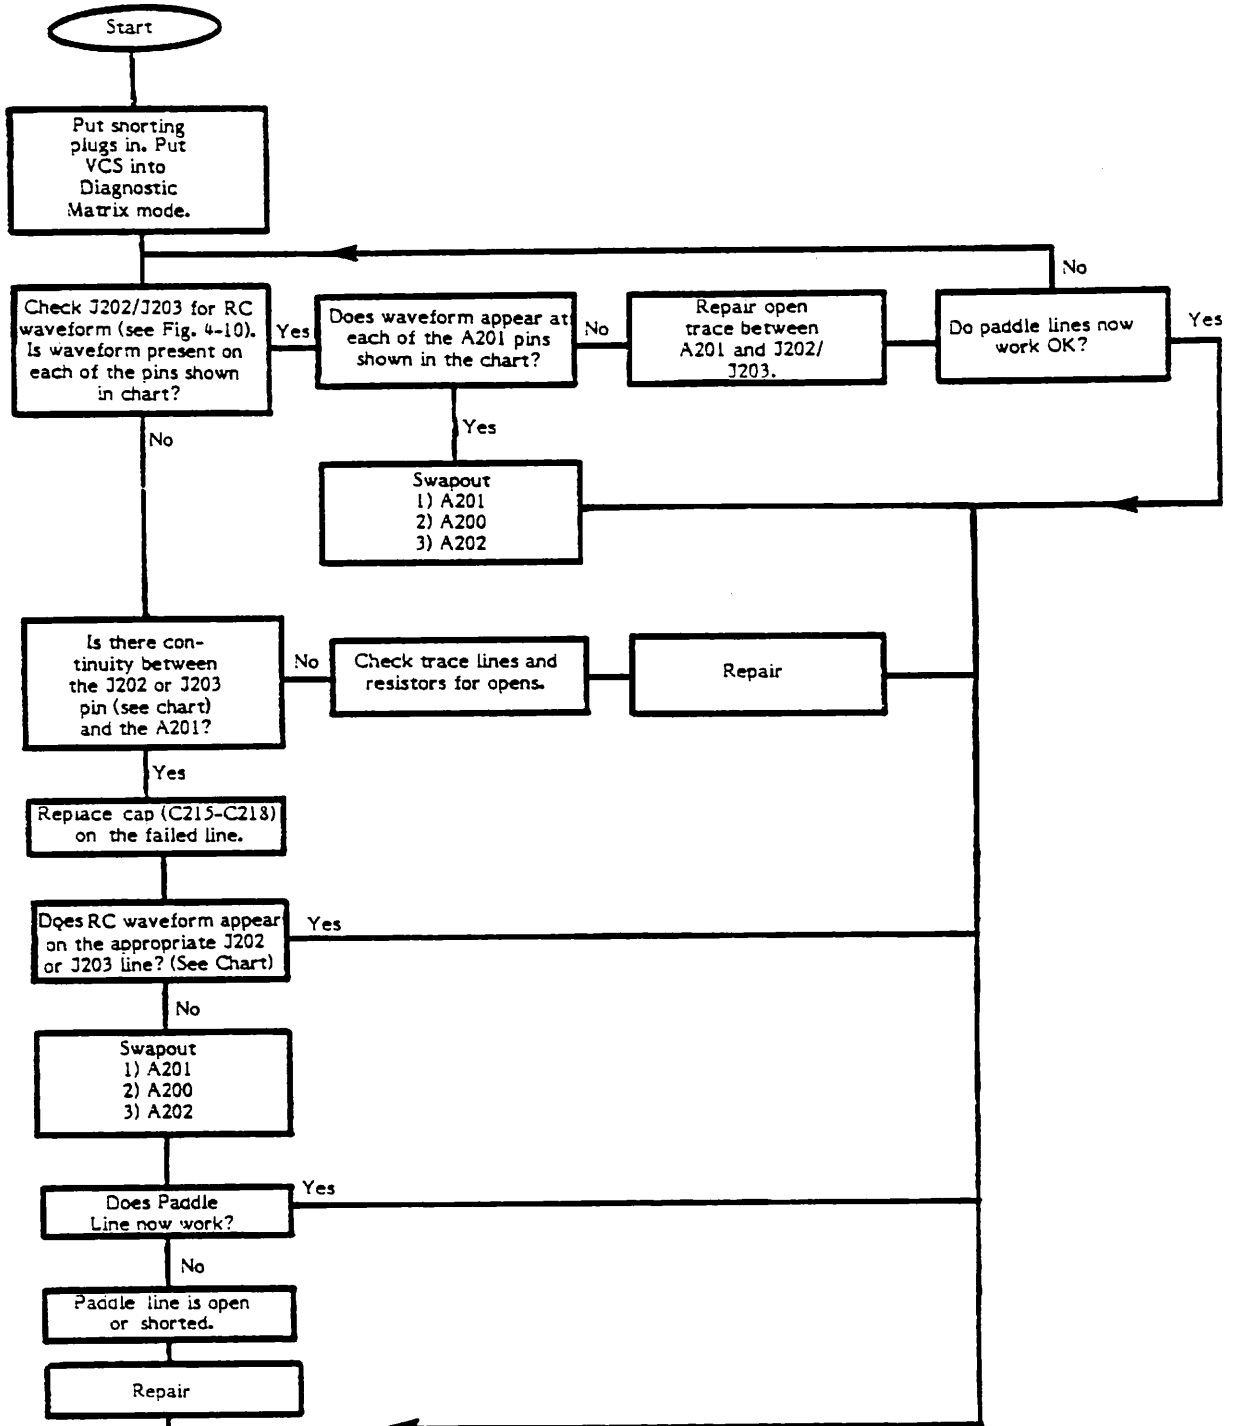 Start
Put snorting
plugs in. Put
VCS into
Diagnostic
Matrix mode.
No
Check J202/J203 for RC
waveform (see Fig. 4-10).
Is waveform present on
each of the pins shown
in chart?
Yes
Does waveform appear at
each of the A201 pins
shown in the chart?
No
Repair open
trace between
A201 and J202/
J203.
Do paddle lines now
work OK?
Yes
No
Yes
Swapout
1) A201
2) A200
3) A202
Is there con-
tinuity between
the J202 or J203
pin (see chart)
and the A201?
No
Check trace lines and
resistors for opens.
Repair
Yes
Replace cap (C215-C218)
on the failed line.
Does RC waveform appear
on the appropriate J202
or J203 line? (See Chart)
Yes
No
Swapout
1) A201
2) A200
3) A202
Does Paddle
Line now work?
Yes
No
Paddle line is open
or shorted.
Repair